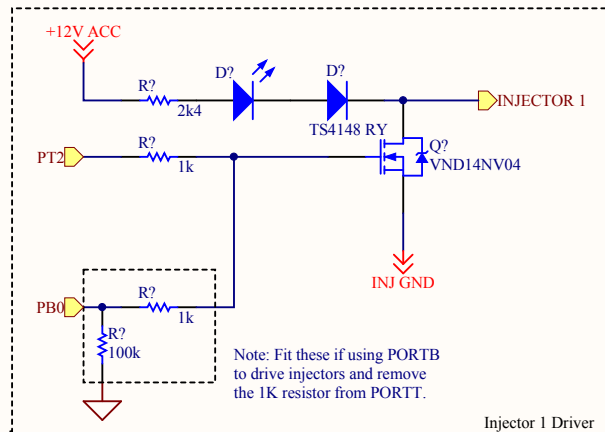 +12V ACC
D?
D?
R?
2k4
INJECTOR 1
TS4148 RY
Q?
VND14NV04
PT2
R?
1k
INJ GND
PB0
R?
1k
R?
100k
Note: Fit these if using PORTB
to drive injectors and remove
the 1K resistor from PORTT.
Injector 1 Driver